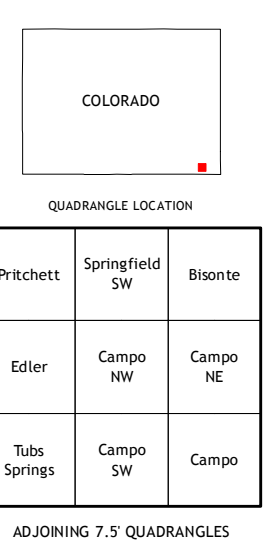 COLORADO
QUADRANGLE LOCATION
Pritchett
Springfield
SW
Bisonte
Edler
Campo
NW
Campo
NE
Tubs
Springs
Campo
SW
Campo
ADJOINING 7.5' QUADRANGLES